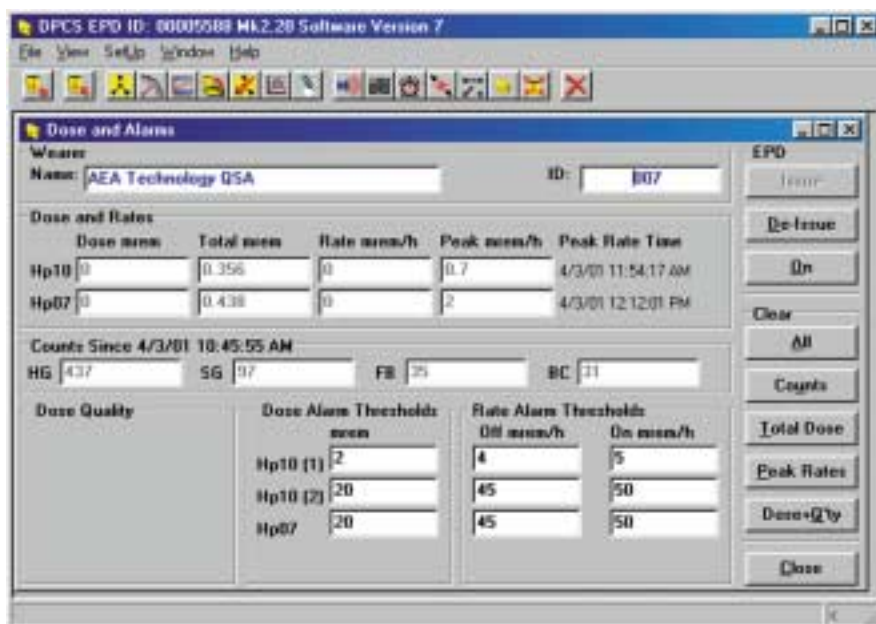 DPCS EPD ID: 00005588 Mk2.20 Software Version 7
File View SetUp Window Help
Dose and Alarms
Wearer
Name: AEA Technology QSA ID: 007
Dose and Rates
Dose mrem Total mrem Rate mrem/h Peak mrem/h Peak Rate Time
Hp10 0 0.356 0 0.7 4/3/01 11:54:17 AM
Hp07 0 0.438 0 2 4/3/01 12:12:01 PM
Counts Since 4/3/01 10:45:55 AM
HG 437 SG 97 FB 35 BC 31
Dose Quality
Dose Alarm Thresholds
mrem
Hp10 (1) 2
Hp10 (2) 20
Hp07 20
Rate Alarm Thresholds
Off mrem/h On mrem/h
4 5
45 50
45 50
EPD
Issue
De-Issue
On
Clear
All
Counts
Total Dose
Peak Rates
Dose+Q'ty
Close